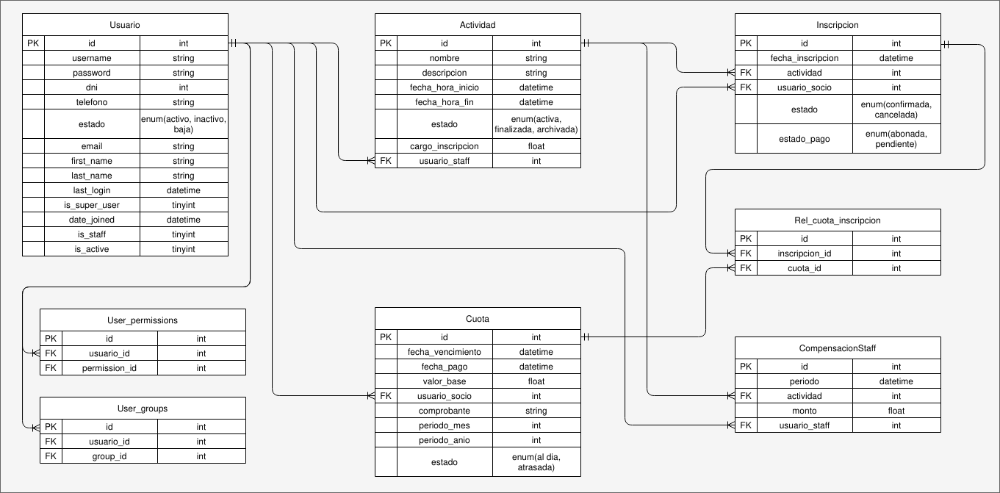 Usuario
PK id int
username string
password string
dni int
telefono string
estado enum(activo, inactivo,
baja)
email string
first_name string
last_name string
last_login datetime
is_super_user tinyint
date_joined datetime
is_staff tinyint
is_active tinyint
Actividad
PK id int
nombre string
descripcion string
fecha_hora_inicio datetime
fecha_hora_fin datetime
estado enum(activa,
finalizada, archivada)
cargo_inscripcion float
FK usuario_staff int
Inscripcion
PK id int
fecha_inscripcion datetime
FK actividad int
FK usuario_socio int
estado enum(confirmada,
cancelada)
estado_pago enum(abonada,
pendiente)
Rel_cuota_inscripcion
PK id int
FK inscripcion_id int
FK cuota_id int
User_permissions
PK id int
FK usuario_id int
FK permission_id int
User_groups
PK id int
FK usuario_id int
FK group_id int
Cuota
PK id int
fecha_vencimiento datetime
fecha_pago datetime
valor_base float
FK usuario_socio int
comprobante string
periodo_mes int
periodo_anio int
estado enum(al dia,
atrasada)
CompensacionStaff
PK id int
periodo datetime
FK actividad int
monto float
FK usuario_staff int